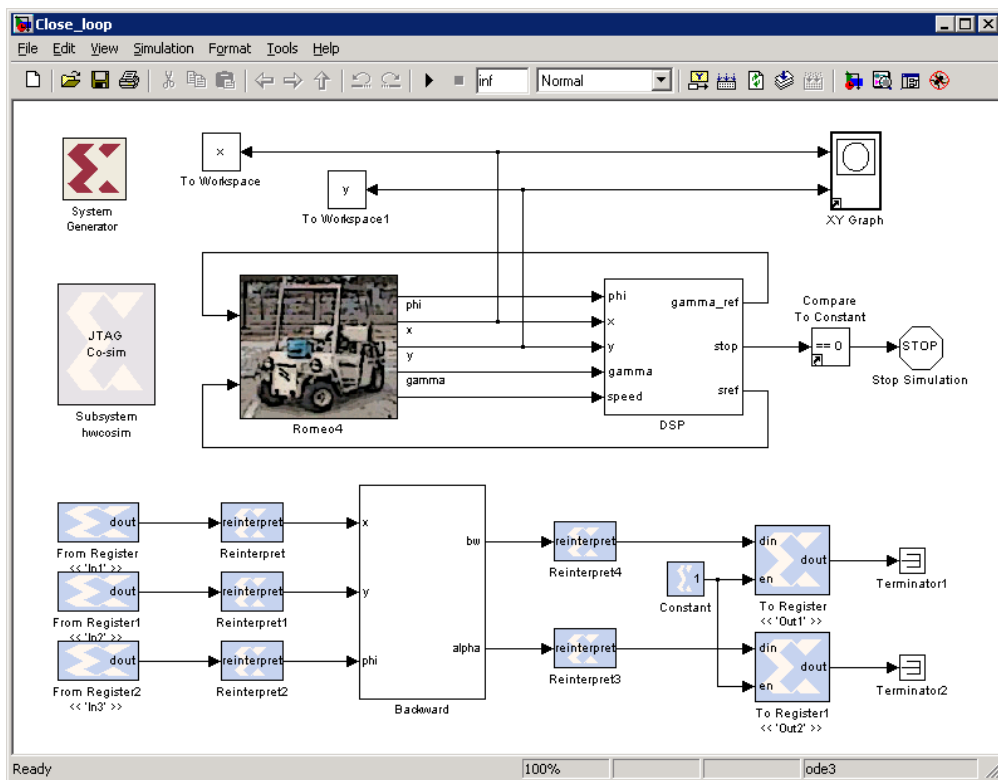 Close_loop
File Edit View Simulation Format Tools Help
inf Normal
x
To Workspace
y
To Workspace1
XY Graph
System
Generator
JTAG
Co-sim
Subsystem
hwcosim
phi
x
y
gamma
Romeo4
phi
x
y
gamma
speed
gamma_ref
stop
sref
DSP
Compare
To Constant
== 0
STOP
Stop Simulation
dout
From Register
<< 'In1' >>
reinterpret
Reinterpret
dout
From Register1
<< 'In2' >>
reinterpret
Reinterpret1
dout
From Register2
<< 'In3' >>
reinterpret
Reinterpret2
x
y
phi
bw
alpha
Backward
reinterpret
Reinterpret4
reinterpret
Reinterpret3
1
Constant
din
en
dout
To Register
<< 'Out1' >>
Terminator1
din
en
dout
To Register1
<< 'Out2' >>
Terminator2
Ready 100% ode3